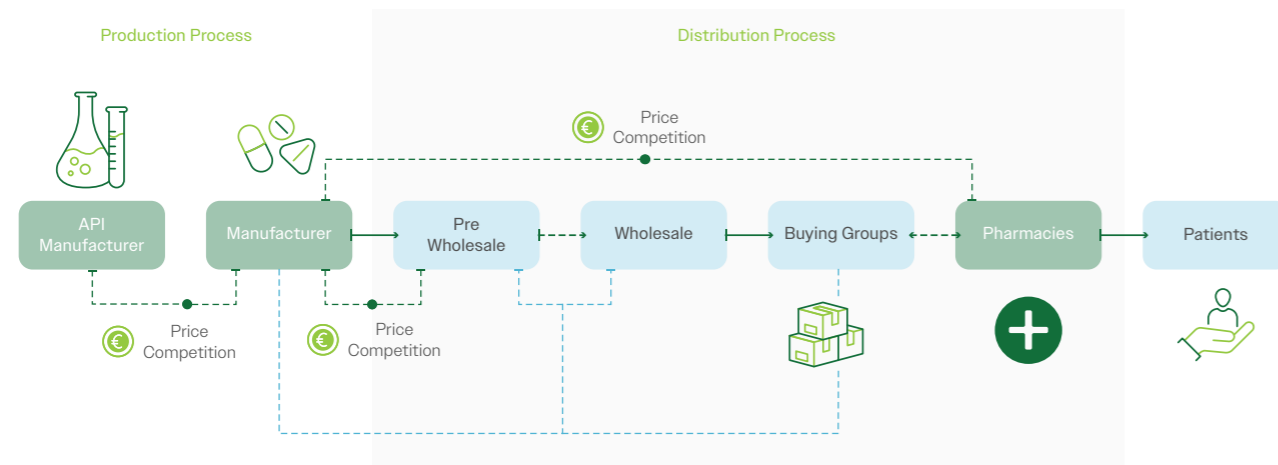 Production Process
Distribution Process
€
Price
Competition
API
Manufacturer
Manufacturer
Pre
Wholesale
Wholesale
Buying Groups
Pharmacies
Patients
€
Price
Competition
€
Price
Competition